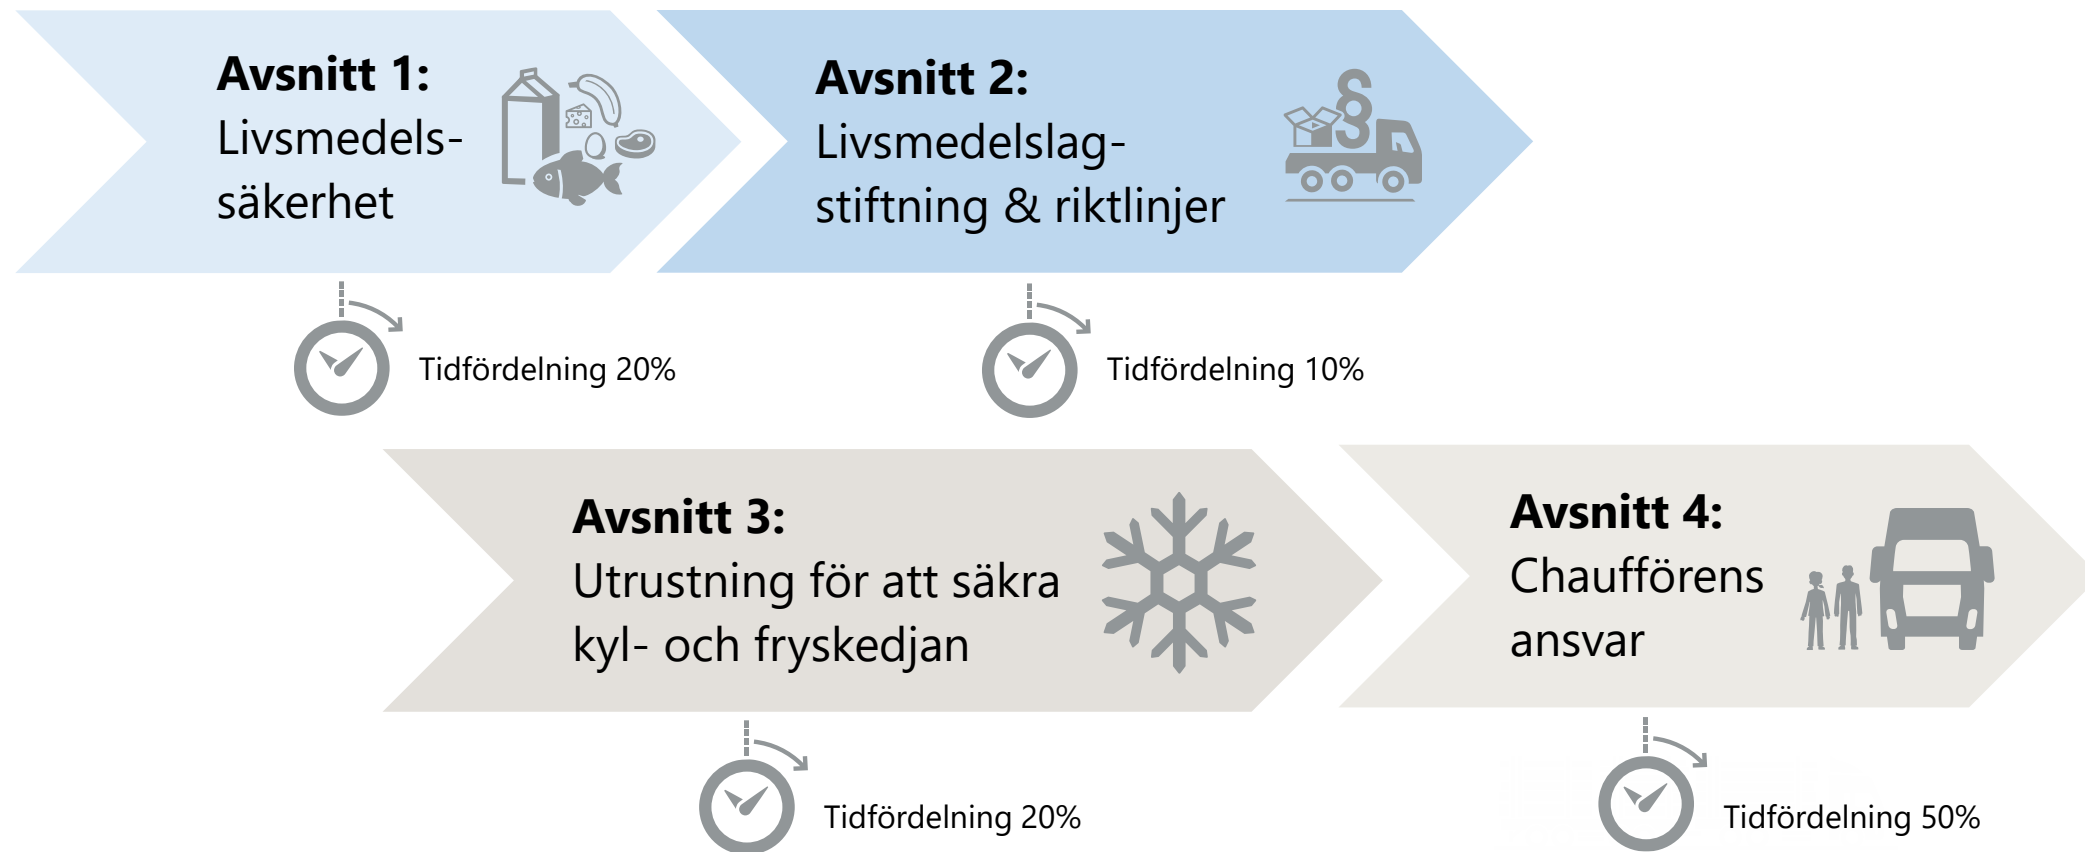 Avsnitt 1:
Livsmedels-
säkerhet
Avsnitt 2:
Livsmedelslag-
stiftning & riktlinjer
Tidfördelning 20%
Tidfördelning 10%
Avsnitt 3:
Utrustning för att säkra
kyl- och fryskedjan
Avsnitt 4:
Chaufförens
ansvar
Tidfördelning 20%
Tidfördelning 50%